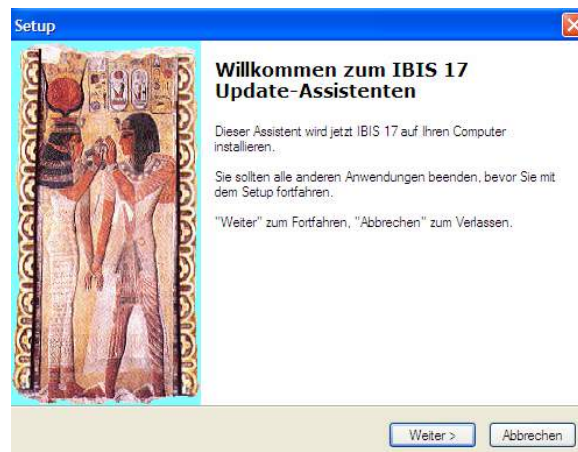 Setup
Willkommen zum IBIS 17
Update-Assistenten
Dieser Assistent wird jetzt IBIS 17 auf Ihren Computer
installieren.
Sie sollten alle anderen Anwendungen beenden, bevor Sie mit
dem Setup fortfahren.
"Weiter" zum Fortfahren, "Abbrechen" zum Verlassen.
Weiter >
Abbrechen